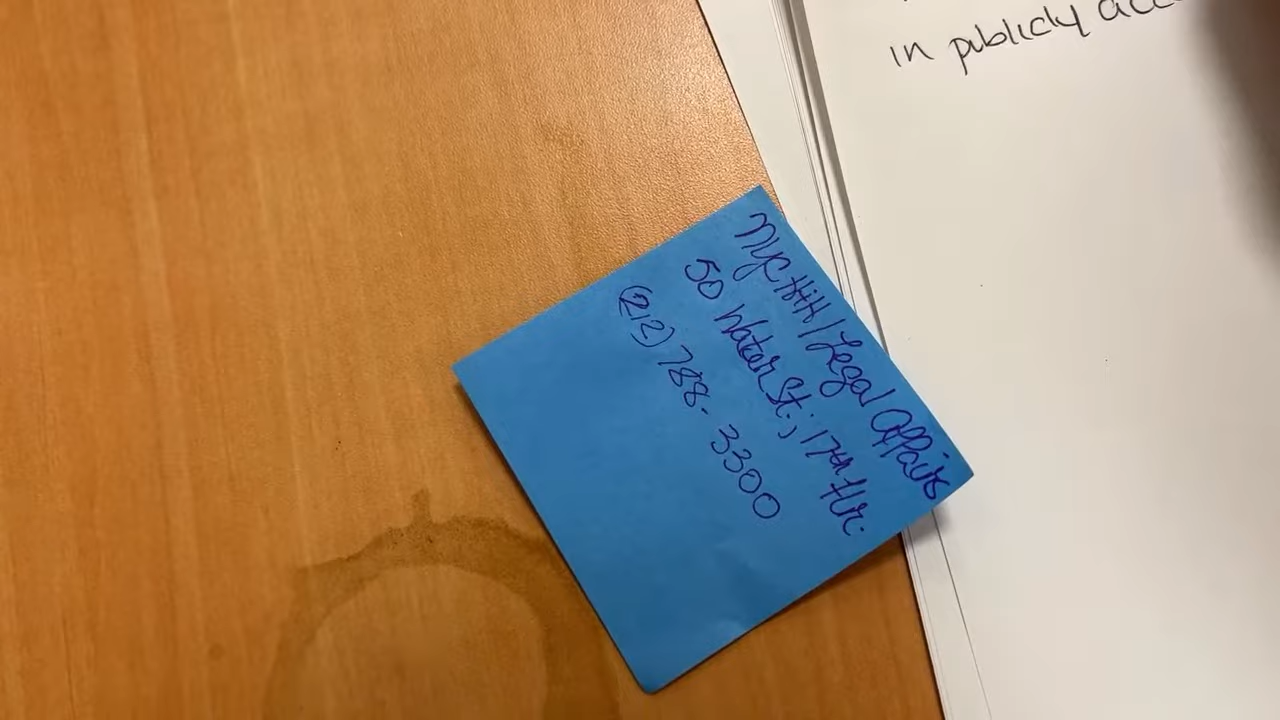 in publicly
NYC H+H / Legal Affairs
50 Water St., 17th Flr.
(212) 788-3300